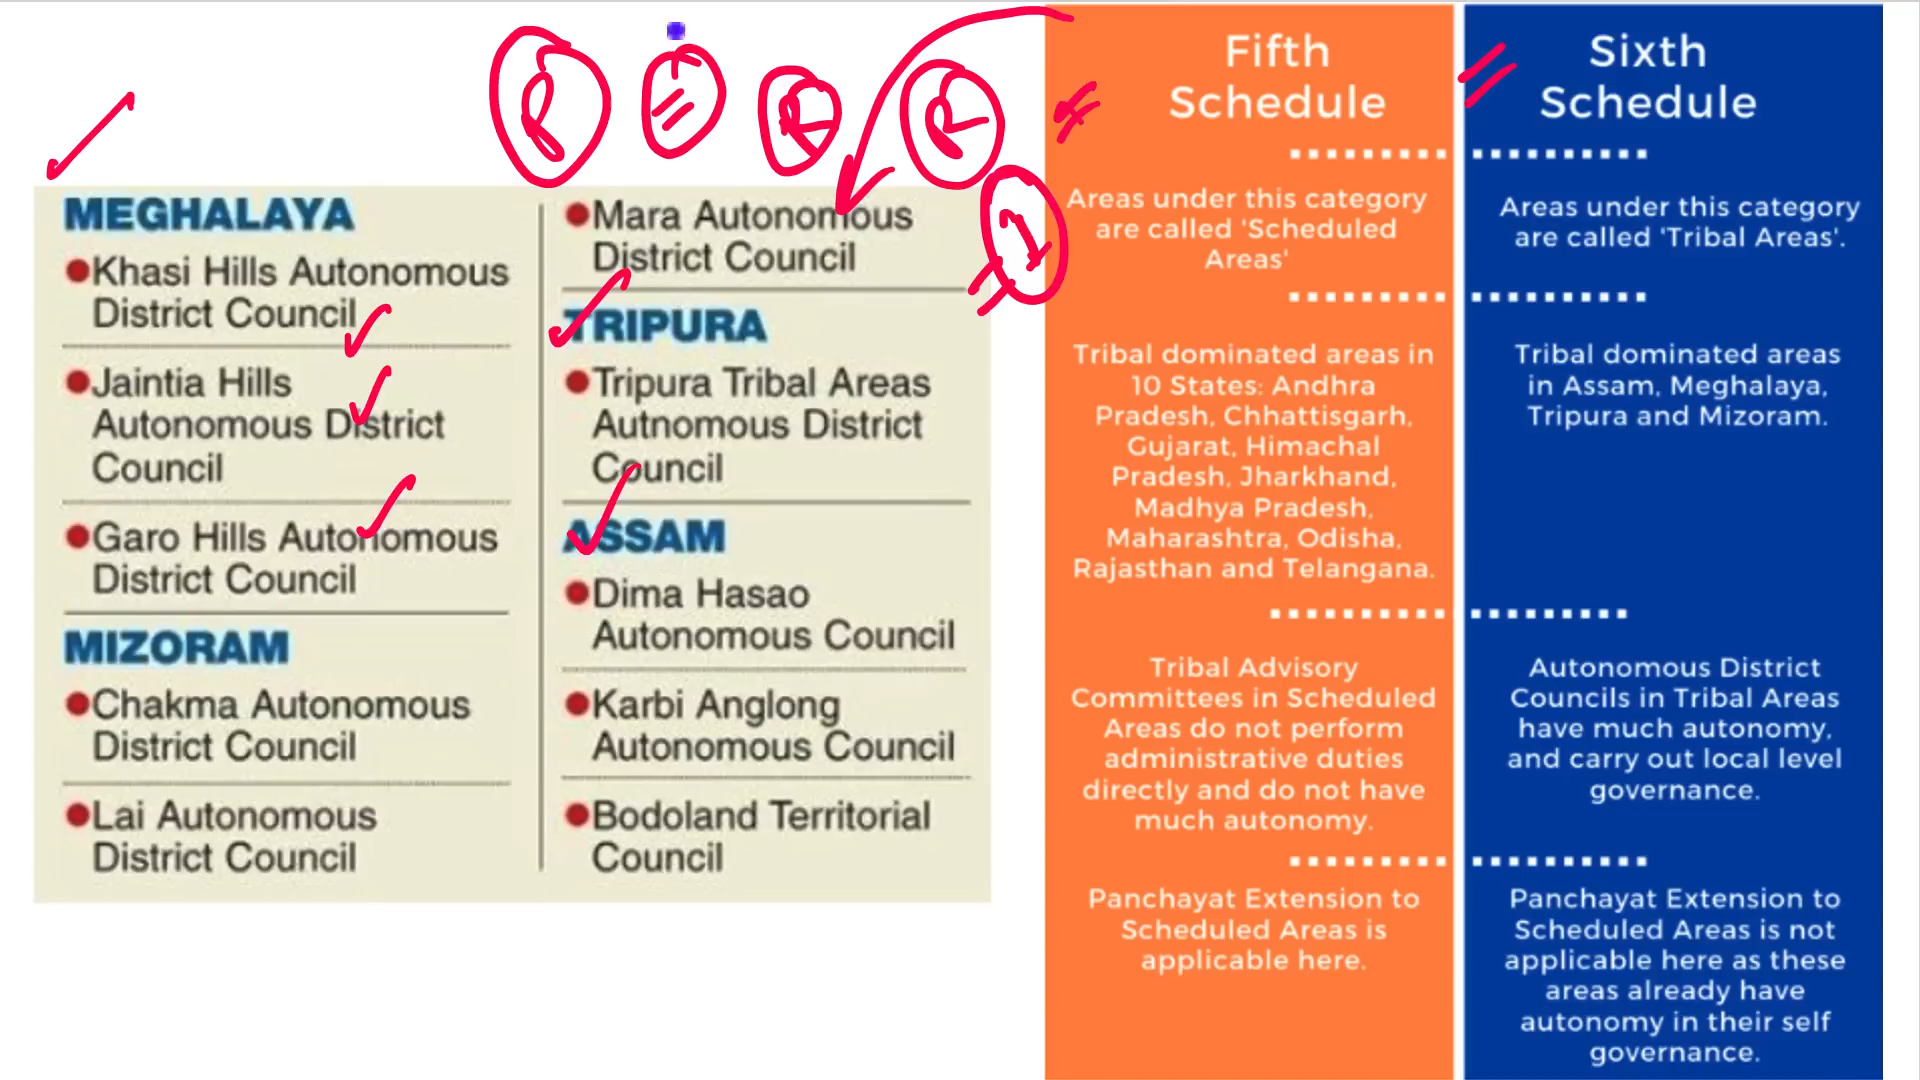 MEGHALAYA
Khasi Hills Autonomous
District Council
Jaintia Hills
Autonomous District
Council
Garo Hills Autonomous
District Council
MIZORAM
Chakma Autonomous
District Council
Lai Autonomous
District Council
Mara Autonomous
District Council
TRIPURA
Tripura Tribal Areas
Autnomous District
Council
ASSAM
Dima Hasao
Autonomous Council
Karbi Anglong
Autonomous Council
Bodoland Territorial
Council
Fifth
Schedule
Areas under this category
are called 'Scheduled
Areas'
Tribal dominated areas in
10 States: Andhra
Pradesh, Chhattisgarh,
Gujarat, Himachal
Pradesh, Jharkhand,
Madhya Pradesh,
Maharashtra, Odisha,
Rajasthan and Telangana.
Tribal Advisory
Committees in Scheduled
Areas do not perform
administrative duties
directly and do not have
much autonomy.
Panchayat Extension to
Scheduled Areas is
applicable here.
Sixth
Schedule
Areas under this category
are called 'Tribal Areas'.
Tribal dominated areas
in Assam, Meghalaya,
Tripura and Mizoram.
Autonomous District
Councils in Tribal Areas
have much autonomy,
and carry out local level
governance.
Panchayat Extension to
Scheduled Areas is not
applicable here as these
areas already have
autonomy in their self
governance.